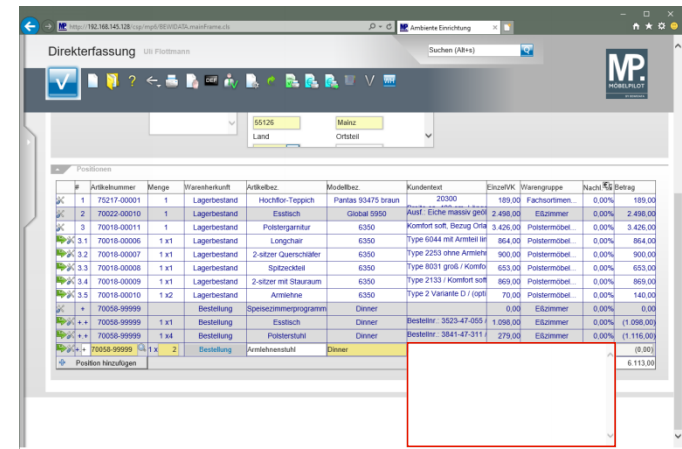 http://192.168.145.128/csp/mp8/BEWIDATA.mainFrame.cls
Ambiente Einrichtung
Direkterfassung Uli Flottmann
Suchen (Alt+s)
MP.
MÖBELPILOT
DEF
55126 Mainz
Land Ortsteil
Positionen
# Artikelnummer Menge Warenherkunft Artikelbez. Modellbez. Kundentext EinzelVK Warengruppe Nachl. Betrag
1 75217-00001 1 Lagerbestand Hochflor-Teppich Pantas 93475 braun 20300 189,00 Fachsortimen... 0,00% 189,00
2 70022-00010 1 Lagerbestand Esstisch Global 5950 Ausf.: Eiche massiv geöl 2.498,00 Eßzimmer 0,00% 2.498,00
3 70018-00011 1 Lagerbestand Polstergarnitur 6350 Komfort soft, Bezug Orla 3.426,00 Polstermöbel... 0,00% 3.426,00
3.1 70018-00006 1 x1 Lagerbestand Longchair 6350 Type 6044 mit Armteil lin 864,00 Polstermöbel... 0,00% 864,00
3.2 70018-00007 1 x1 Lagerbestand 2-sitzer Querschläfer 6350 Type 2253 ohne Armlehn 900,00 Polstermöbel... 0,00% 900,00
3.3 70018-00008 1 x1 Lagerbestand Spitzeckteil 6350 Type 8031 groß / Komfo 653,00 Polstermöbel... 0,00% 653,00
3.4 70018-00009 1 x1 Lagerbestand 2-sitzer mit Stauraum 6350 Type 2133 / Komfort soft 869,00 Polstermöbel... 0,00% 869,00
3.5 70018-00010 1 x2 Lagerbestand Armlehne 6350 Type 2 Variante D / (opti 70,00 Polstermöbel... 0,00% 140,00
+ 70058-99999 Bestellung Speisezimmerprogramm Dinner 0,00 Eßzimmer 0,00% 0,00
+.+ 70058-99999 1 x1 Bestellung Esstisch Dinner Bestellnr.: 3523-47-055 / 1.098,00 Eßzimmer 0,00% (1.098,00)
+.+ 70058-99999 1 x4 Bestellung Polsterstuhl Dinner Bestellnr.: 3841-47-311 / 279,00 Eßzimmer 0,00% (1.116,00)
+.+ 70058-99999 1 x 2 Bestellung Armlehnenstuhl Dinner (0,00)
Position hinzufügen 6.113,00